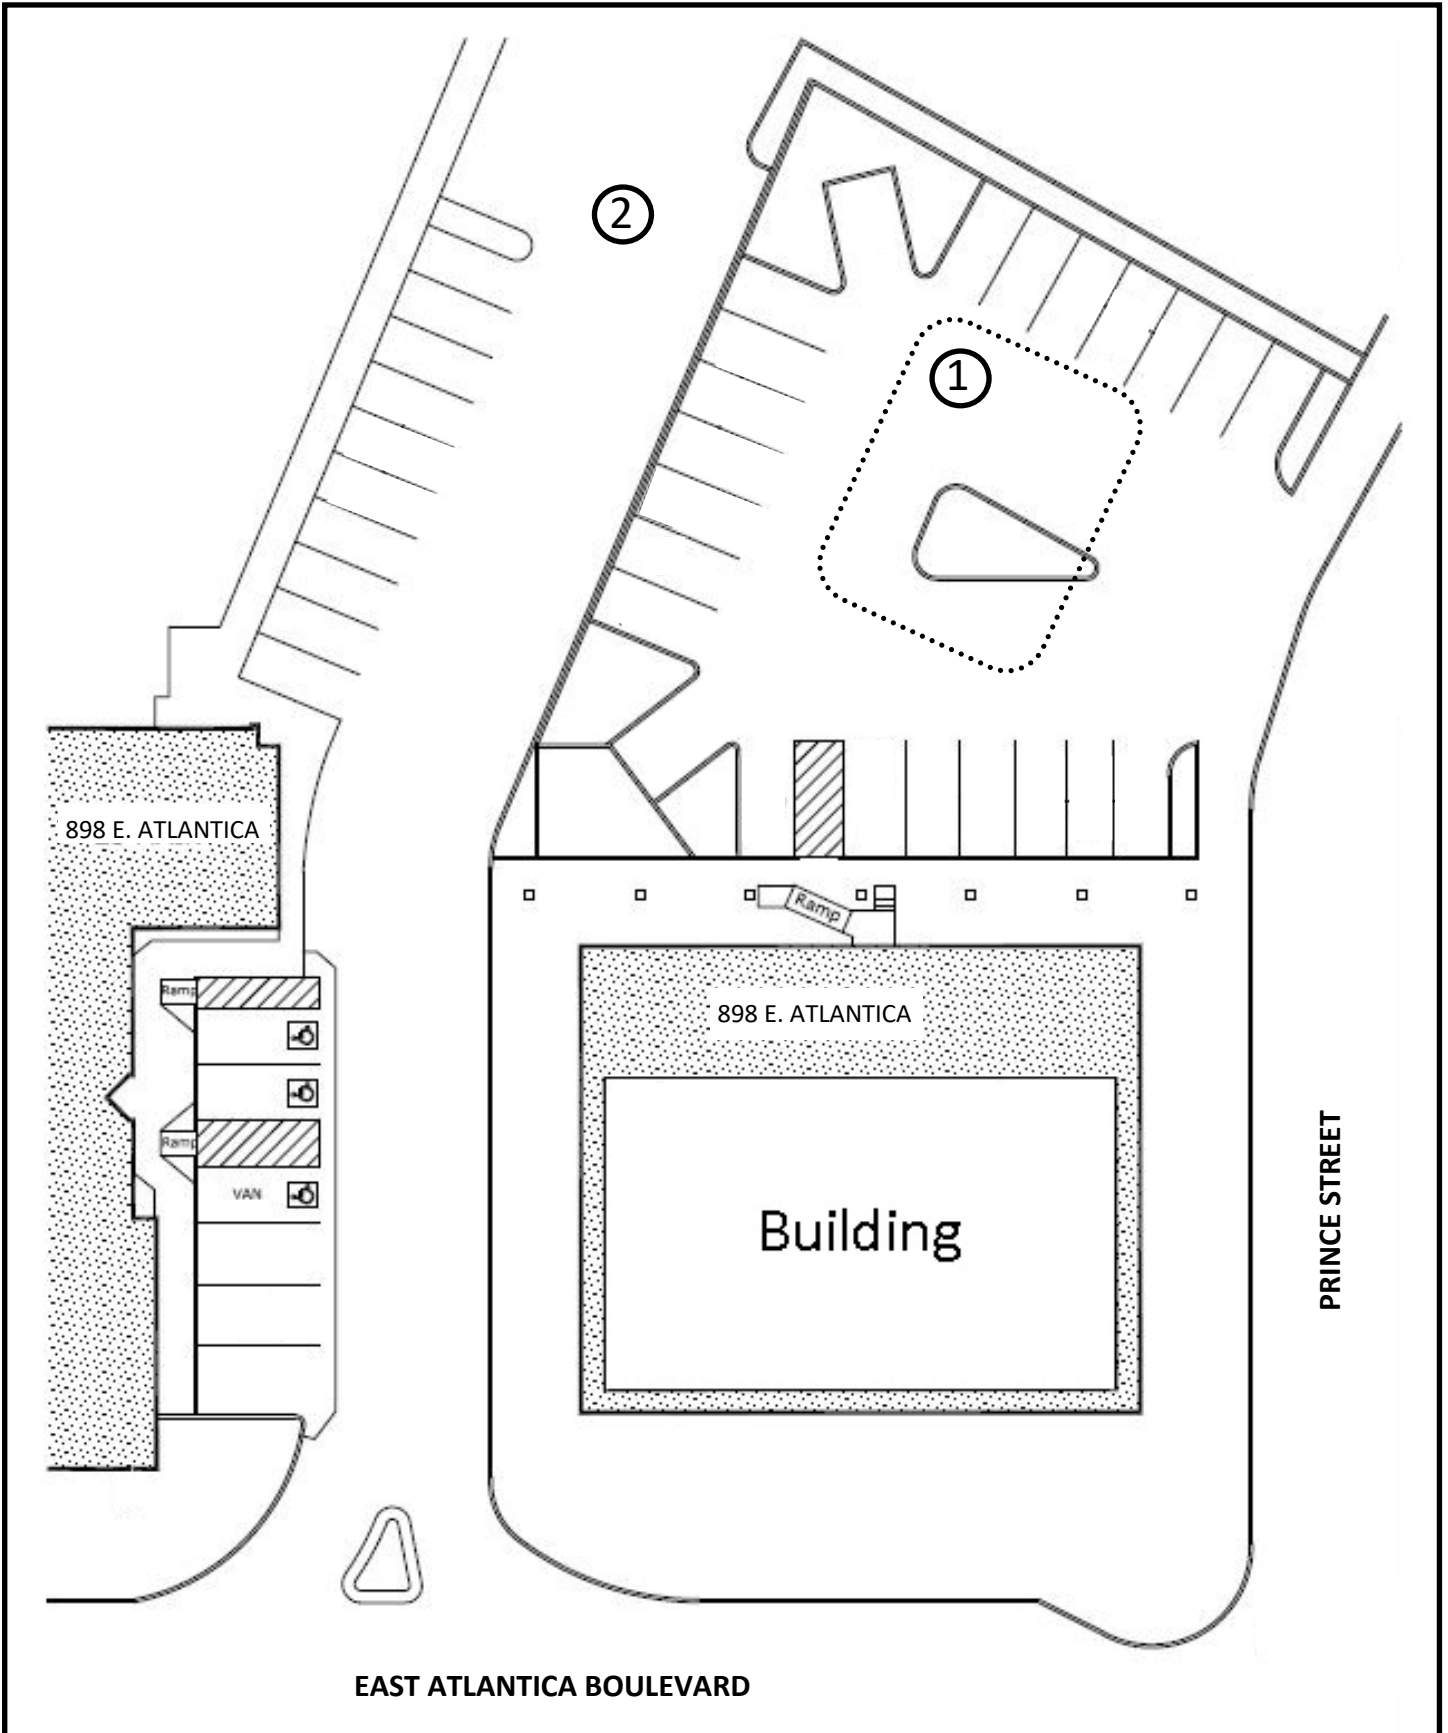 2
1
898 E. ATLANTICA
Ramp
898 E. ATLANTICA
Ramp
Ramp
VAN
Building
PRINCE STREET
EAST ATLANTICA BOULEVARD